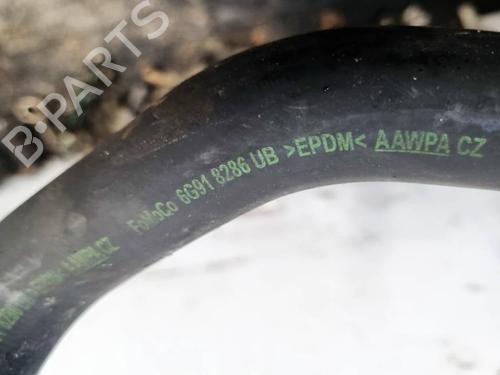 FoMoCo 6G91 8286 UB >EPDM< AAWPA CZ
B-PARTS